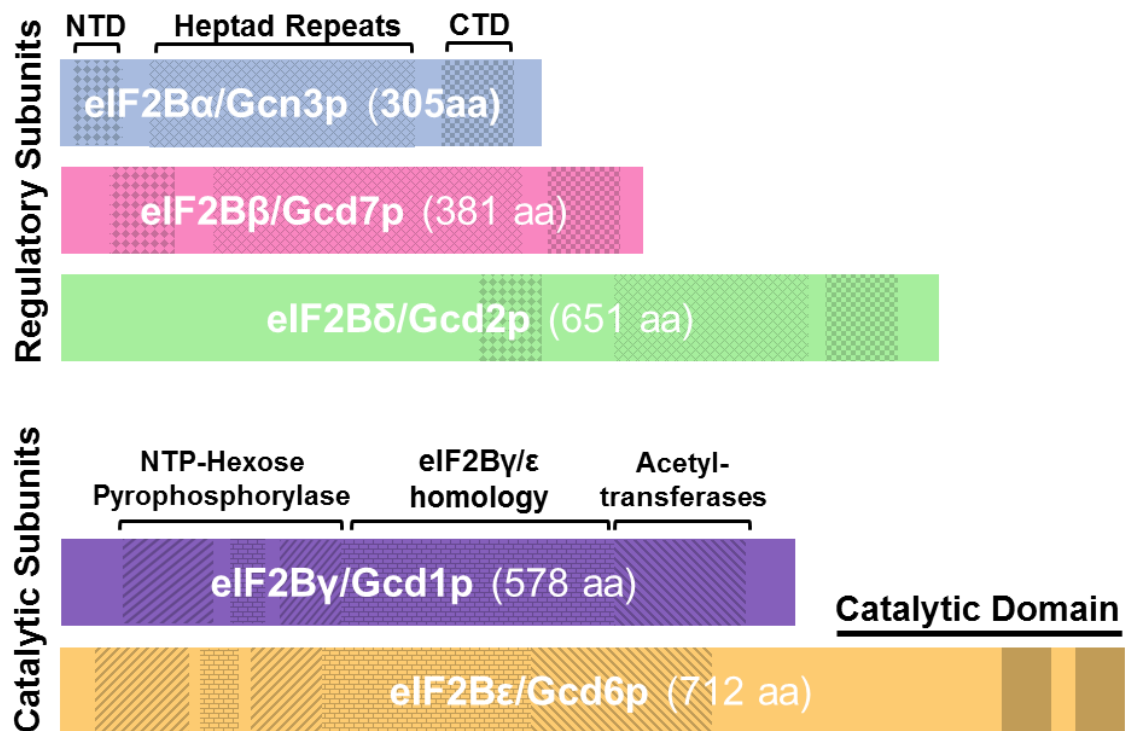 Regulatory Subunits
NTD Heptad Repeats CTD
eIF2Bα/Gcn3p (305aa)
eIF2Bβ/Gcd7p (381 aa)
eIF2Bδ/Gcd2p (651 aa)
Catalytic Subunits
NTP-Hexose
Pyrophosphorylase
eIF2Bγ/ε
homology
Acetyl-
transferases
eIF2Bγ/Gcd1p (578 aa)
Catalytic Domain
eIF2Bε/Gcd6p (712 aa)